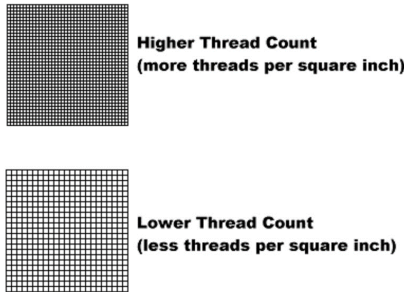 Higher Thread Count
(more threads per square inch)
Lower Thread Count
(less threads per square inch)